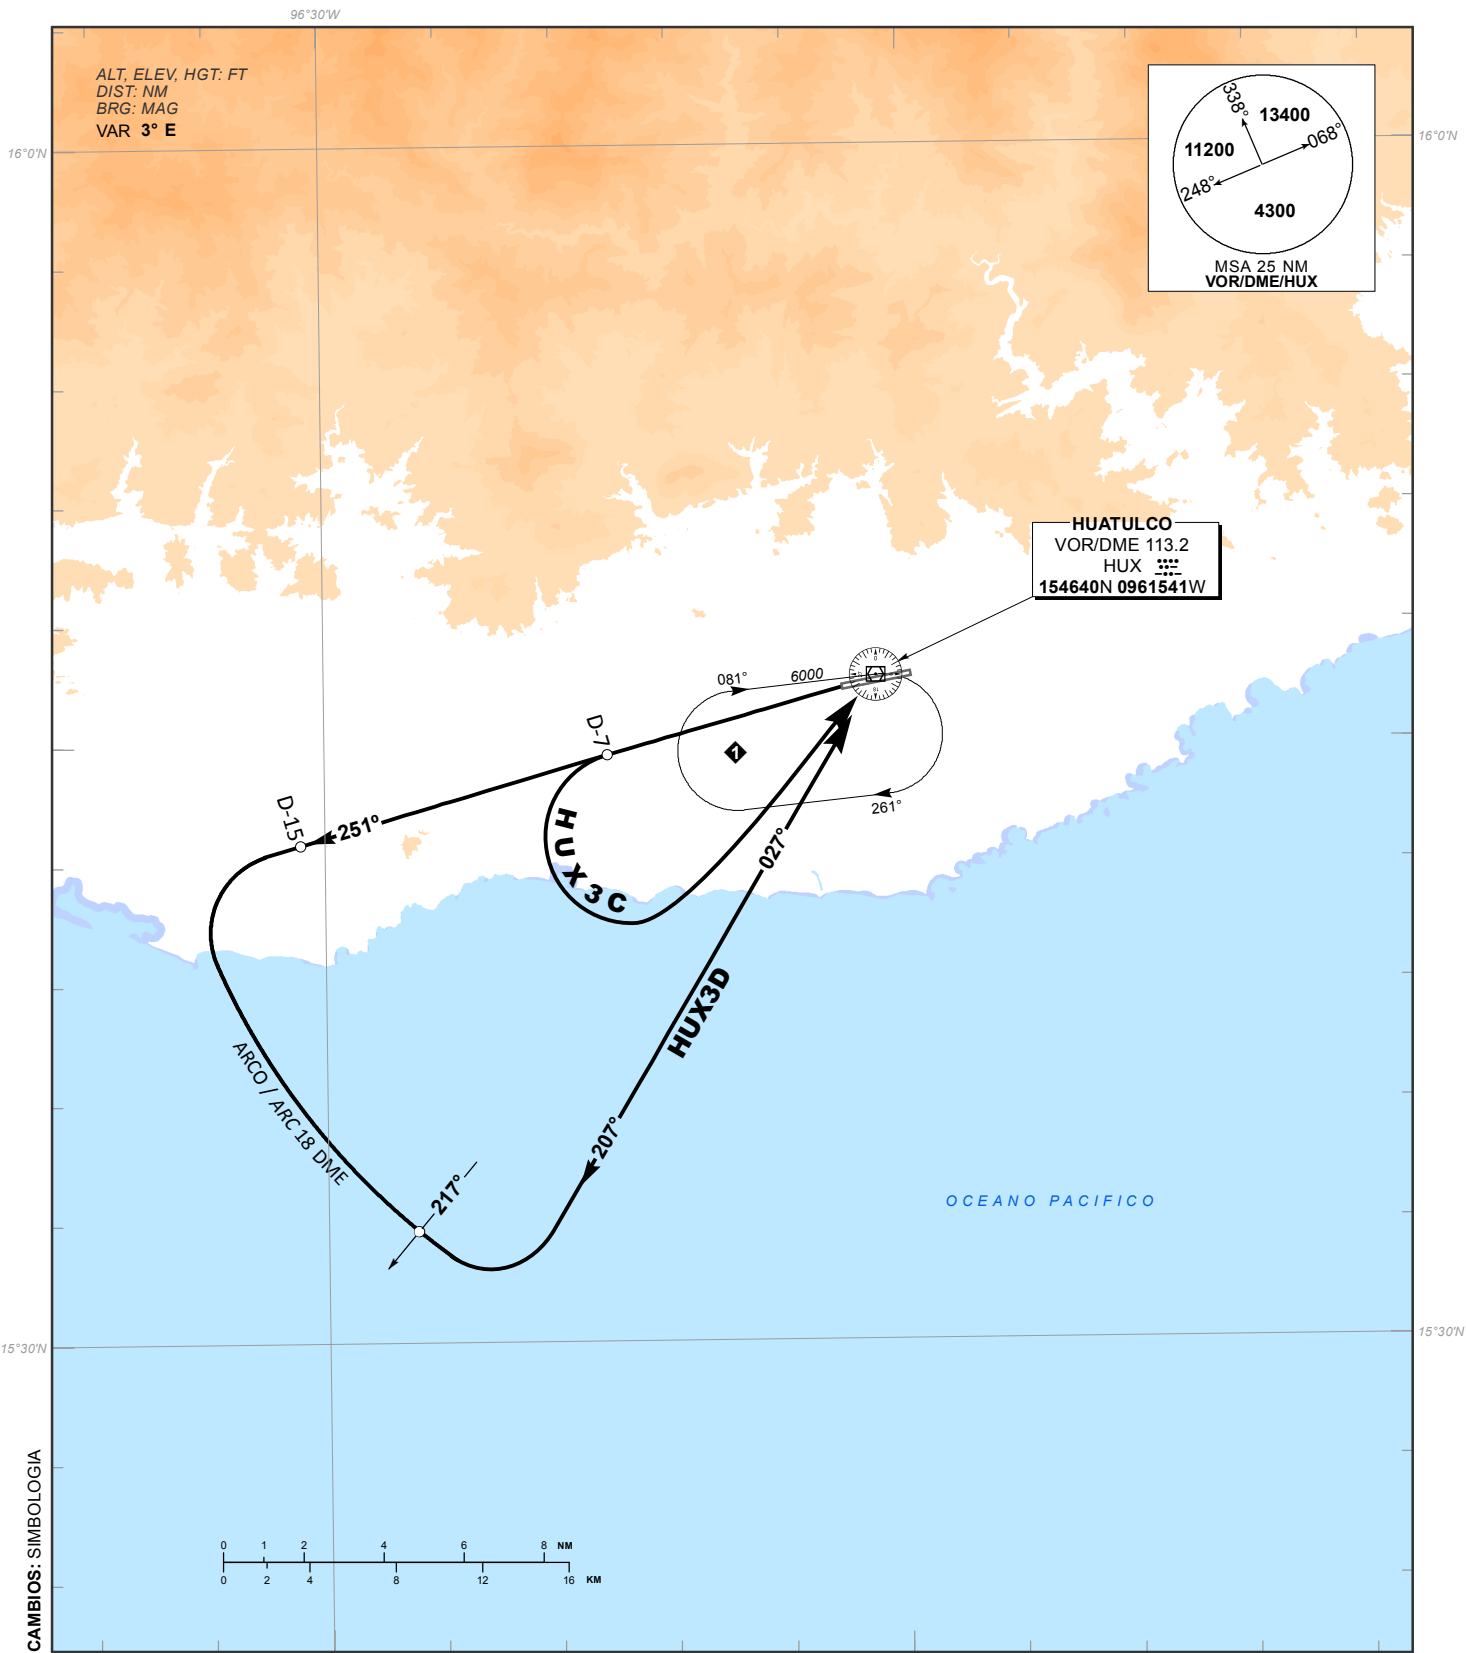 96°30'W
ALT, ELEV, HGT: FT
DIST: NM
BRG: MAG
VAR 3° E
16°0'N
16°0'N
338°
13400
068°
11200
248°
4300
MSA 25 NM
VOR/DME/HUX
HUATULCO
VOR/DME 113.2
HUX
154640N 0961541W
0
18
081°
6000
D-7
1
261°
D-15
251°
HUX3C
027°
HUX3D
ARCO / ARC 18 DME
207°
217°
OCEANO PACIFICO
15°30'N
15°30'N
0 1 2 4 6 8 NM
0 2 4 8 12 16 KM
CAMBIOS: SIMBOLOGIA